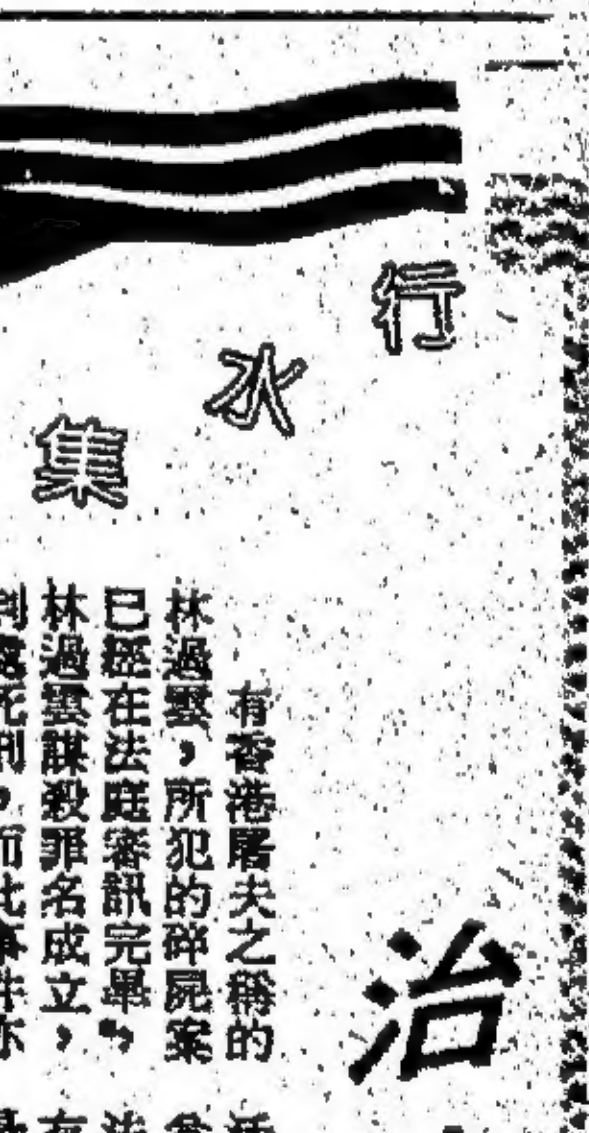 行水集
治
有香港屠夫之稱的
林過雲，所犯的碎屍案
已經在法庭審訊完畢，
林過雲謀殺罪名成立，
判處死刑，而此事件亦